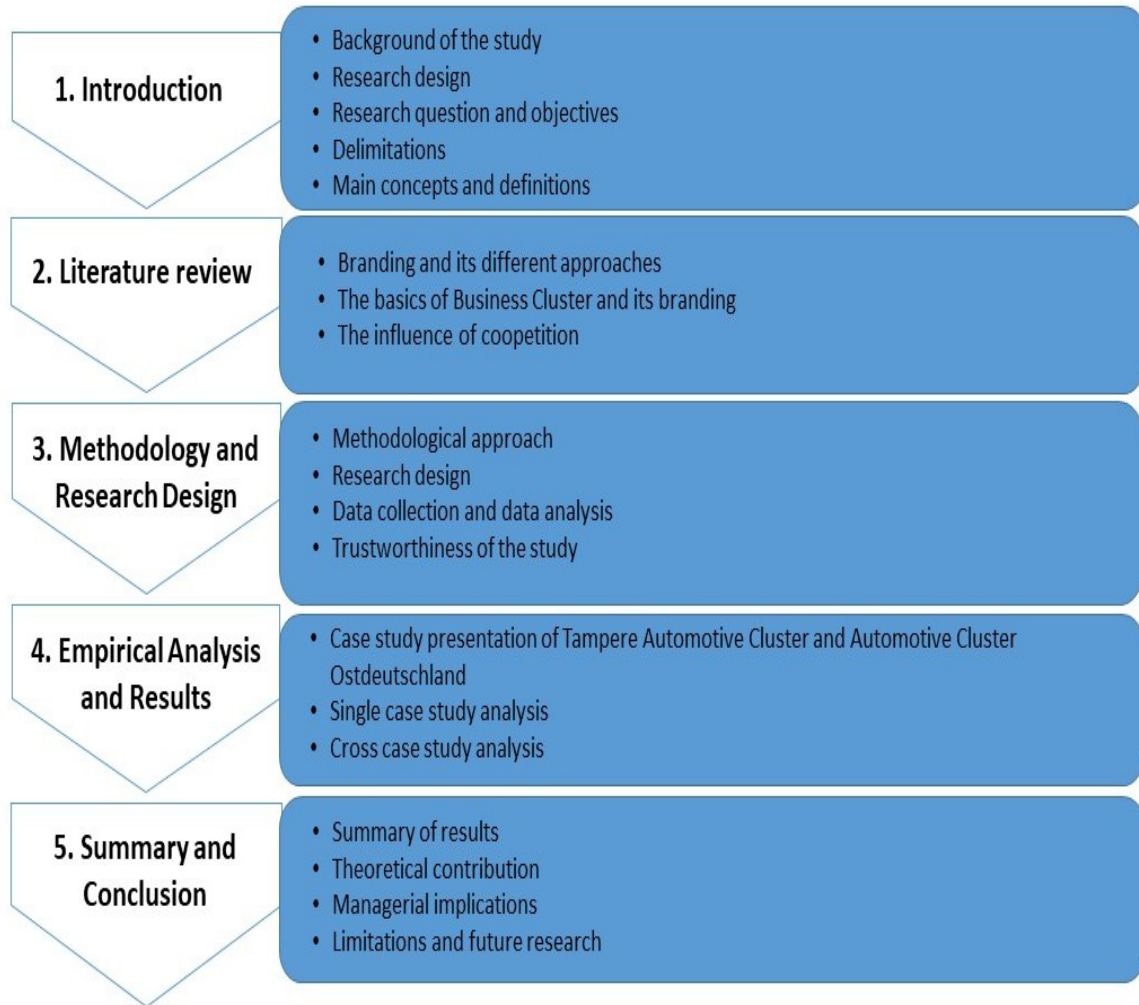 1. Introduction
• Background of the study
• Research design
• Research question and objectives
• Delimitations
• Main concepts and definitions
2. Literature review
• Branding and its different approaches
• The basics of Business Cluster and its branding
• The influence of coopetition
3. Methodology and
Research Design
• Methodological approach
• Research design
• Data collection and data analysis
• Trustworthiness of the study
4. Empirical Analysis
and Results
• Case study presentation of Tampere Automotive Cluster and Automotive Cluster
Ostdeutschland
• Single case study analysis
• Cross case study analysis
5. Summary and
Conclusion
• Summary of results
• Theoretical contribution
• Managerial implications
• Limitations and future research